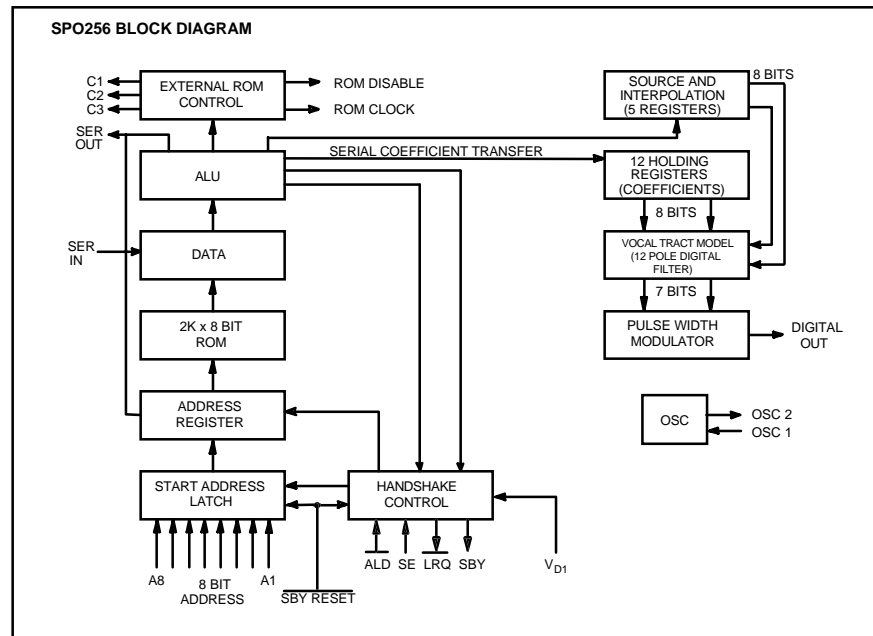 SPO256 BLOCK DIAGRAM
C1
C2
C3
EXTERNAL ROM
CONTROL
ROM DISABLE
ROM CLOCK
SOURCE AND
INTERPOLATION
(5 REGISTERS)
8 BITS
SER
OUT
ALU
SERIAL COEFFICIENT TRANSFER
12 HOLDING
REGISTERS
(COEFFICIENTS)
8 BITS
SER
IN
DATA
VOCAL TRACT MODEL
(12 POLE DIGITAL
FILTER)
7 BITS
2K x 8 BIT
ROM
PULSE WIDTH
MODULATOR
DIGITAL
OUT
ADDRESS
REGISTER
OSC
OSC 2
OSC 1
START ADDRESS
LATCH
HANDSHAKE
CONTROL
A8
8 BIT
ADDRESS
A1
SBY RESET
ALD
SE
LRQ
SBY
VD1